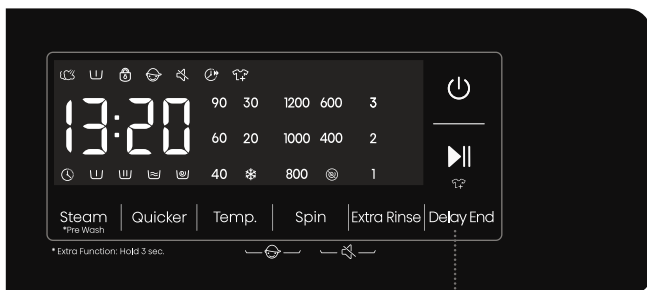 13:20
90 30 1200 600 3
60 20 1000 400 2
40 800 1
Steam Quicker Temp. Spin Extra Rinse Delay End
*Pre Wash
* Extra Function: Hold 3 sec.